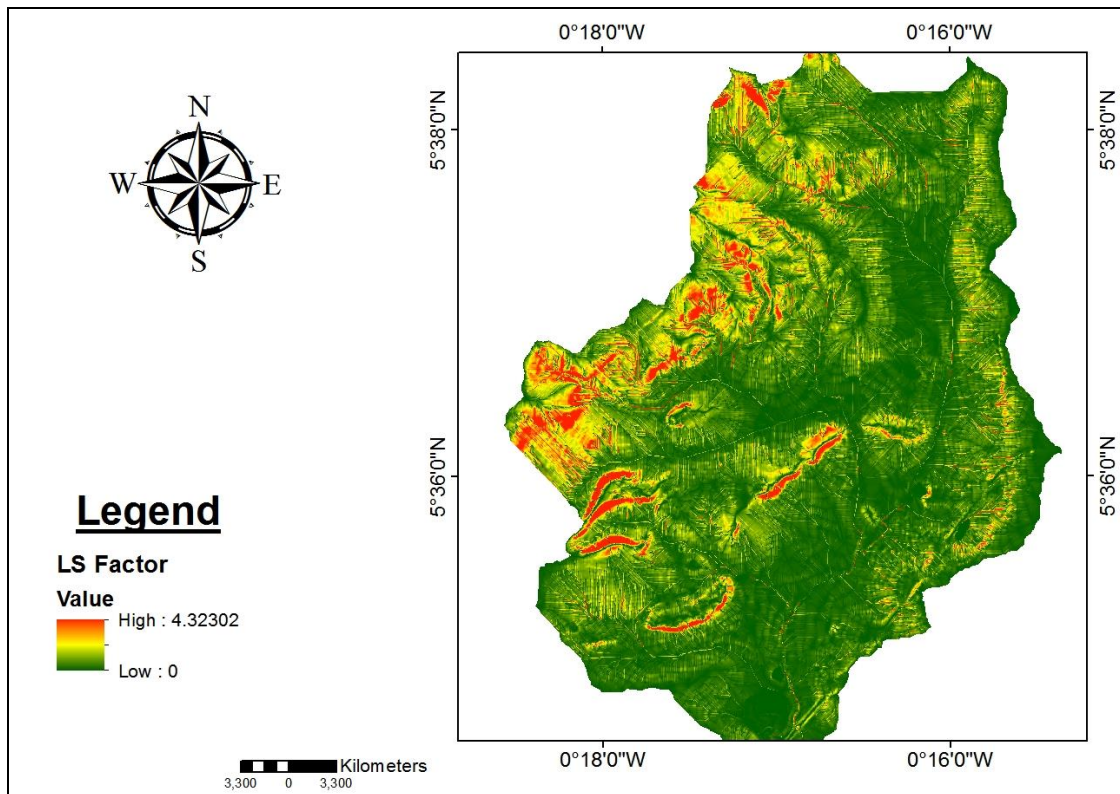 0°18'0"W 0°16'0"W
N
W E
S
5°38'0"N 5°38'0"N
5°36'0"N 5°36'0"N
Legend
LS Factor
Value
High : 4.32302
Low : 0
Kilometers
3,300 0 3,300
0°18'0"W 0°16'0"W